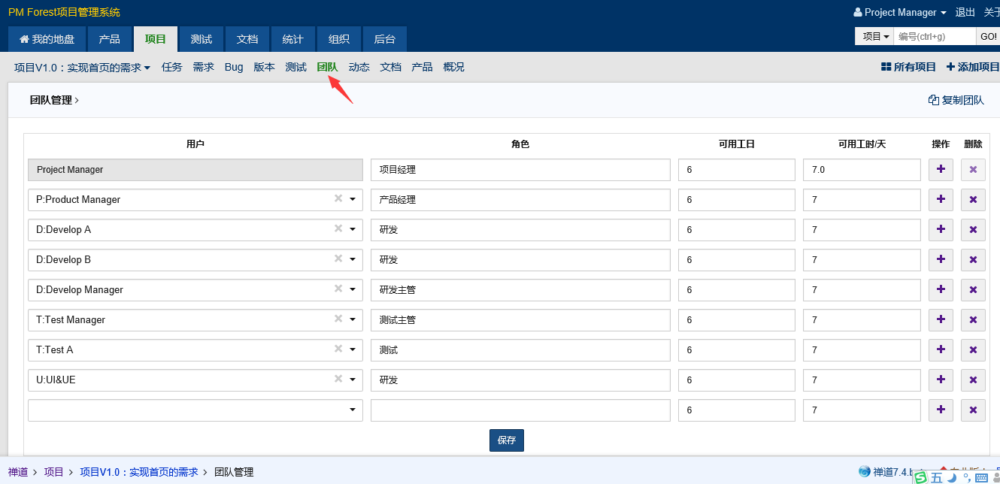 PM Forest项目管理系统 Project Manager 退出 关于
我的地盘 产品 项目 测试 文档 统计 组织 后台 项目 编号(ctrl+g) GO!
项目V1.0：实现首页的需求 任务 需求 Bug 版本 测试 团队 动态 文档 产品 概况 所有项目 添加项目
团队管理 > 复制团队
用户 角色 可用工日 可用工时/天 操作 删除
Project Manager 项目经理 6 7.0
P:Product Manager 产品经理 6 7
D:Develop A 研发 6 7
D:Develop B 研发 6 7
D:Develop Manager 研发主管 6 7
T:Test Manager 测试主管 6 7
T:Test A 测试 6 7
U:UI&UE 研发 6 7
6 7
保存
禅道 > 项目 > 项目V1.0：实现首页的需求 > 团队管理 禅道7.4 五